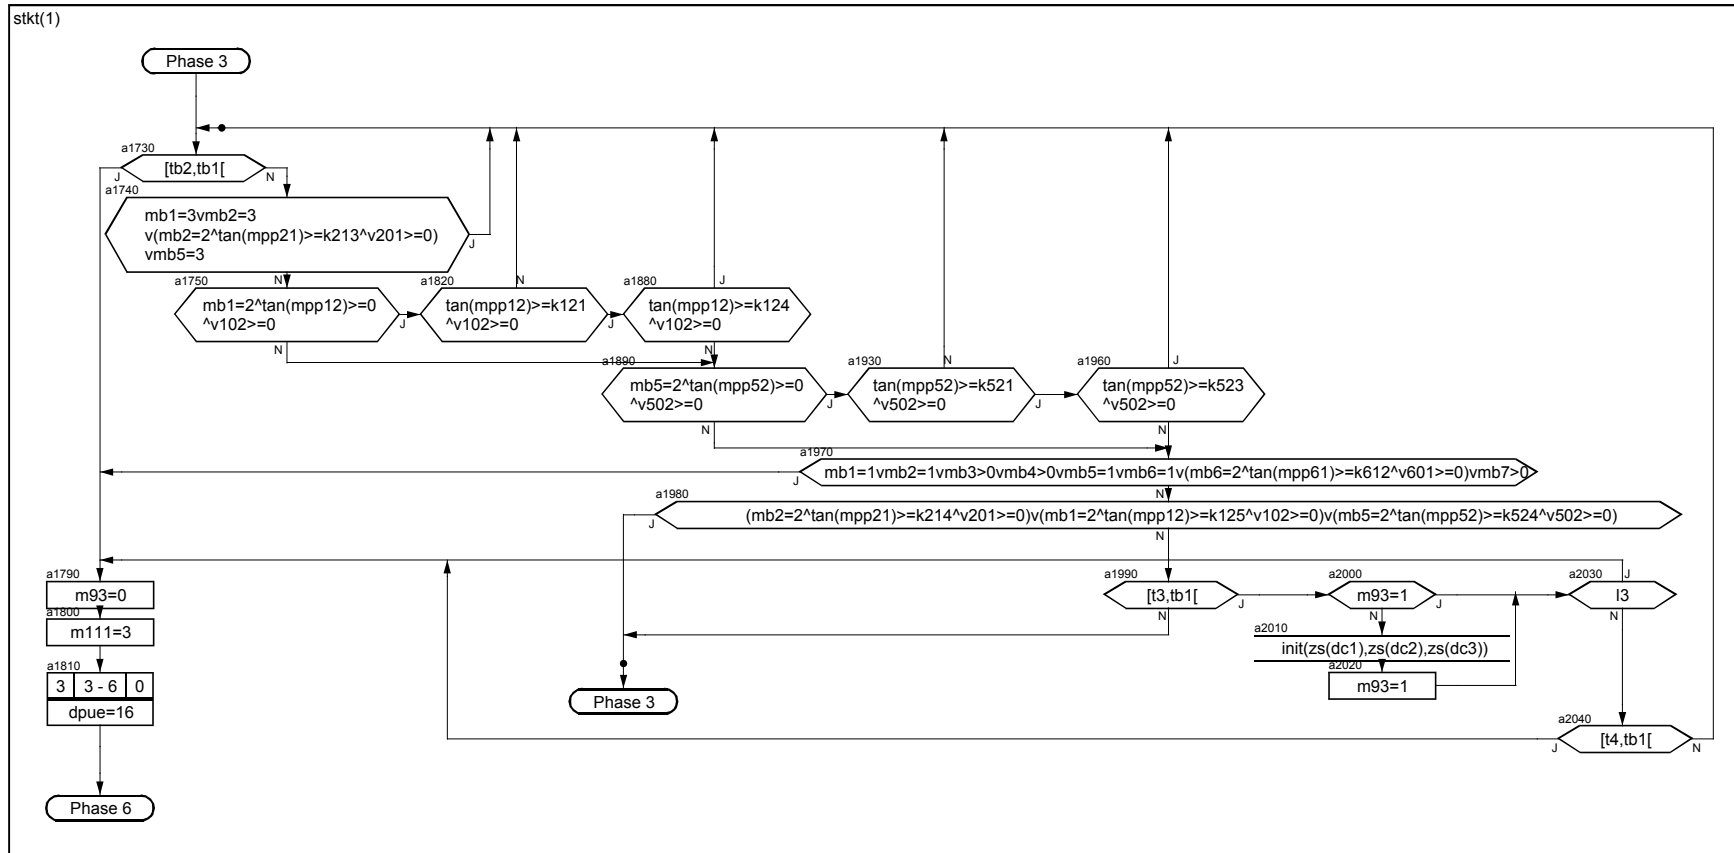 stkt(1)
Phase 3
a1730
[tb2,tb1[
J
N
a1740
mb1=3vmb2=3
v(mb2=2^tan(mpp21)>=k213^v201>=0)
vmb5=3
J
N
a1750
mb1=2^tan(mpp12)>=0
^v102>=0
J
N
a1820
N
tan(mpp12)>=k121
^v102>=0
J
a1880
J
tan(mpp12)>=k124
^v102>=0
N
a1890
mb5=2^tan(mpp52)>=0
^v502>=0
J
N
a1930
N
tan(mpp52)>=k521
^v502>=0
J
a1960
J
tan(mpp52)>=k523
^v502>=0
N
a1970
mb1=1vmb2=1vmb3>0vmb4>0vmb5=1vmb6=1v(mb6=2^tan(mpp61)>=k612^v601>=0)vmb7>0
J
N
a1980
(mb2=2^tan(mpp21)>=k214^v201>=0)v(mb1=2^tan(mpp12)>=k125^v102>=0)v(mb5=2^tan(mpp52)>=k524^v502>=0)
J
N
a1990
[t3,tb1[
J
N
a2000
m93=1
J
N
a2010
init(zs(dc1),zs(dc2),zs(dc3))
a2020
m93=1
a2030
J
l3
N
a2040
[t4,tb1[
J
N
Phase 3
a1790
m93=0
a1800
m111=3
a1810
3 3 - 6 0
dpue=16
Phase 6